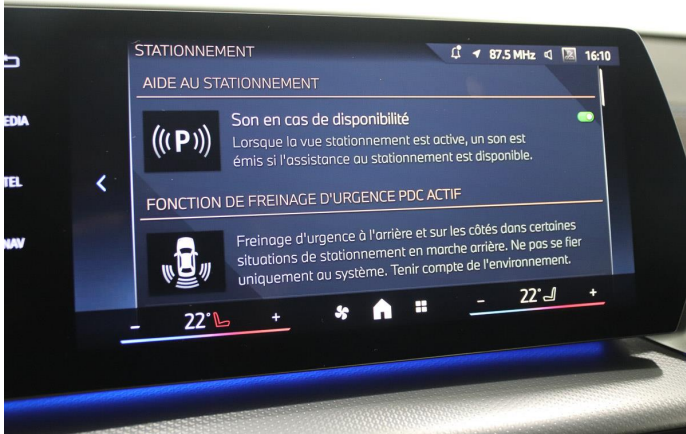 STATIONNEMENT
87.5 MHz
16:10
AIDE AU STATIONNEMENT
((( P )))
Son en cas de disponibilité
Lorsque la vue stationnement est active, un son est
émis si l'assistance au stationnement est disponible.
EDIA
TEL
NAV
FONCTION DE FREINAGE D'URGENCE PDC ACTIF
Freinage d'urgence à l'arrière et sur les côtés dans certaines
situations de stationnement en marche arrière. Ne pas se fier
uniquement au système. Tenir compte de l'environnement.
- 22° +
- 22° +